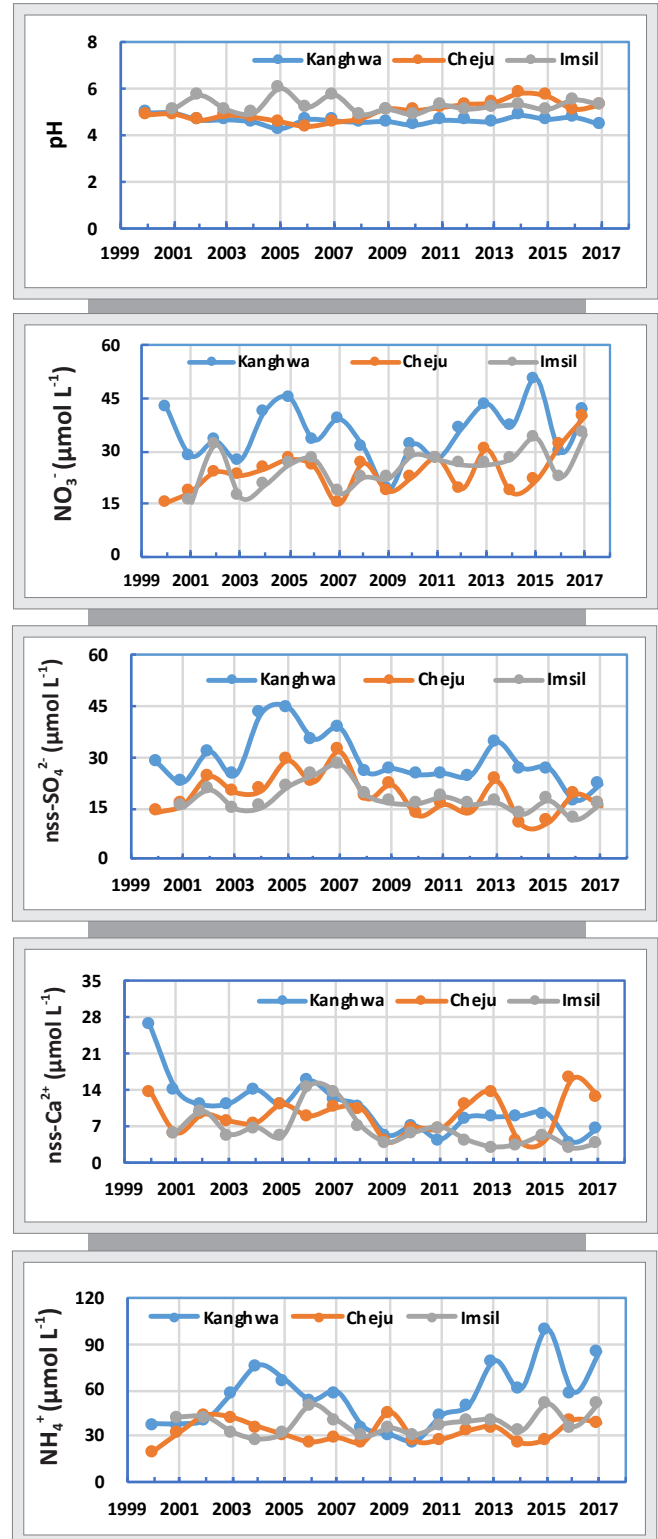 8
Kanghwa Cheju Imsil
6
pH
4
2
0
1999 2001 2003 2005 2007 2009 2011 2013 2015 2017
60
Kanghwa Cheju Imsil
45
NO₃⁻ (µmol L⁻¹)
30
15
0
1999 2001 2003 2005 2007 2009 2011 2013 2015 2017
60
Kanghwa Cheju Imsil
45
nss-SO₄²⁻ (µmol L⁻¹)
30
15
0
1999 2001 2003 2005 2007 2009 2011 2013 2015 2017
35
Kanghwa Cheju Imsil
28
21
nss-Ca²⁺ (µmol L⁻¹)
14
7
0
1999 2001 2003 2005 2007 2009 2011 2013 2015 2017
120
Kanghwa Cheju Imsil
90
NH₄⁺ (µmol L⁻¹)
60
30
0
1999 2001 2003 2005 2007 2009 2011 2013 2015 2017